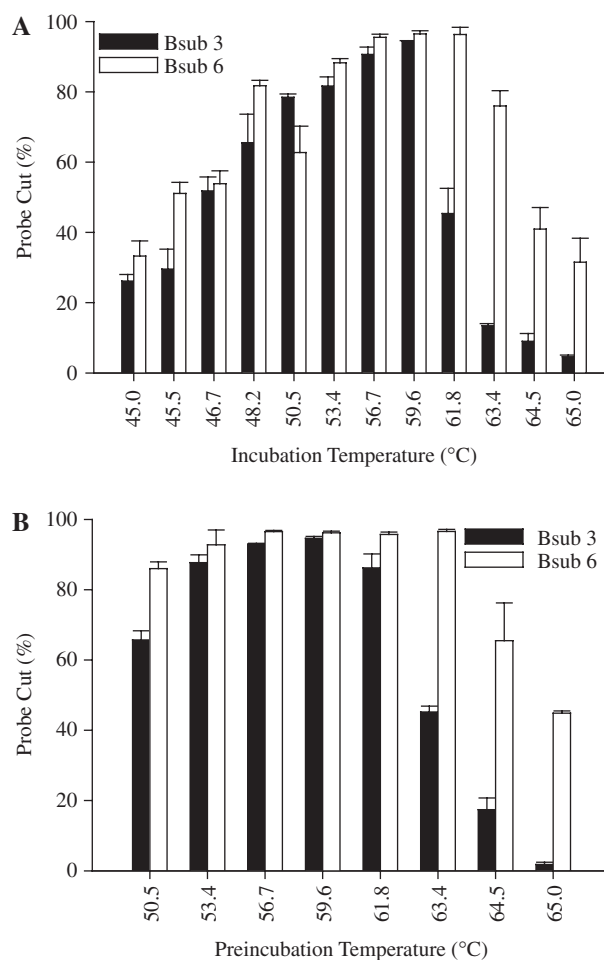 A
Bsub 3
Bsub 6
Probe Cut (%)
100
80
60
40
20
0
45.0 45.5 46.7 48.2 50.5 53.4 56.7 59.6 61.8 63.4 64.5 65.0
Incubation Temperature (°C)
B
Bsub 3
Bsub 6
Probe Cut (%)
100
80
60
40
20
0
50.5 53.4 56.7 59.6 61.8 63.4 64.5 65.0
Preincubation Temperature (°C)